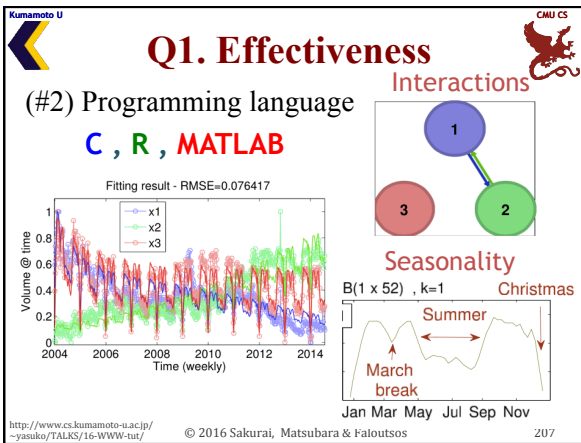 Kumamoto U
CMU CS
Q1. Effectiveness
(#2) Programming language
C , R , MATLAB
Interactions
1
3
2
Fitting result - RMSE=0.076417
x1
x2
x3
1
0.8
0.6
0.4
0.2
0
Volume @ time
2004 2006 2008 2010 2012 2014
Time (weekly)
Seasonality
B(1 x 52) , k=1
Christmas
Summer
March
break
Jan Mar May Jul Sep Nov
http://www.cs.kumamoto-u.ac.jp/
~yasuko/TALKS/16-WWW-tut/
© 2016 Sakurai, Matsubara & Faloutsos
207